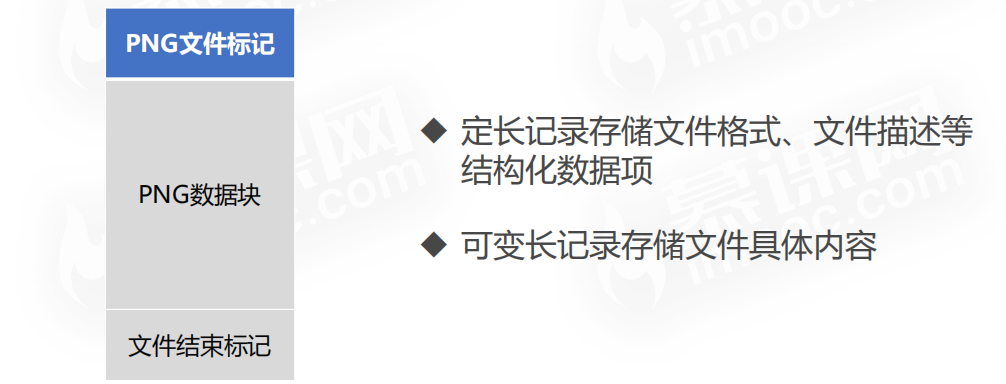 PNG文件标记
PNG数据块
文件结束标记
◆ 定长记录存储文件格式、文件描述等
结构化数据项
◆ 可变长记录存储文件具体内容
慕课网
imooc.com